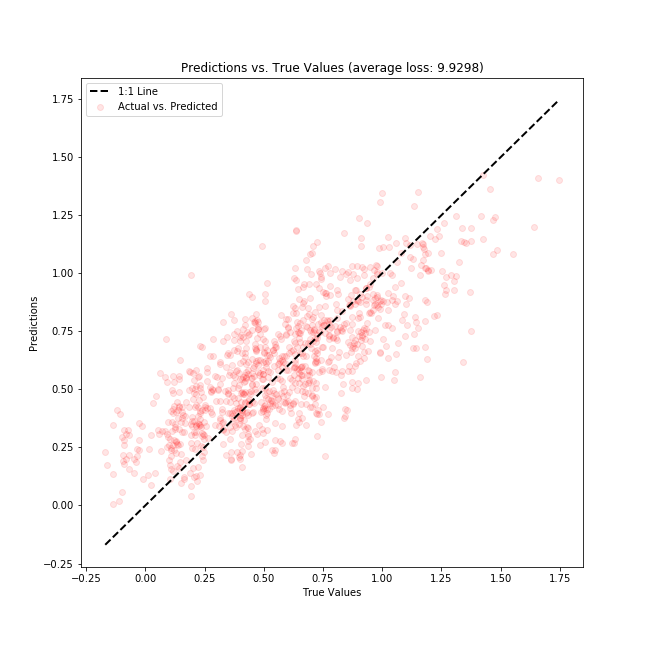 Predictions vs. True Values (average loss: 9.9298)
1:1 Line
Actual vs. Predicted
1.75
1.50
1.25
1.00
0.75
0.50
0.25
0.00
−0.25
Predictions
−0.25 0.00 0.25 0.50 0.75 1.00 1.25 1.50 1.75
True Values